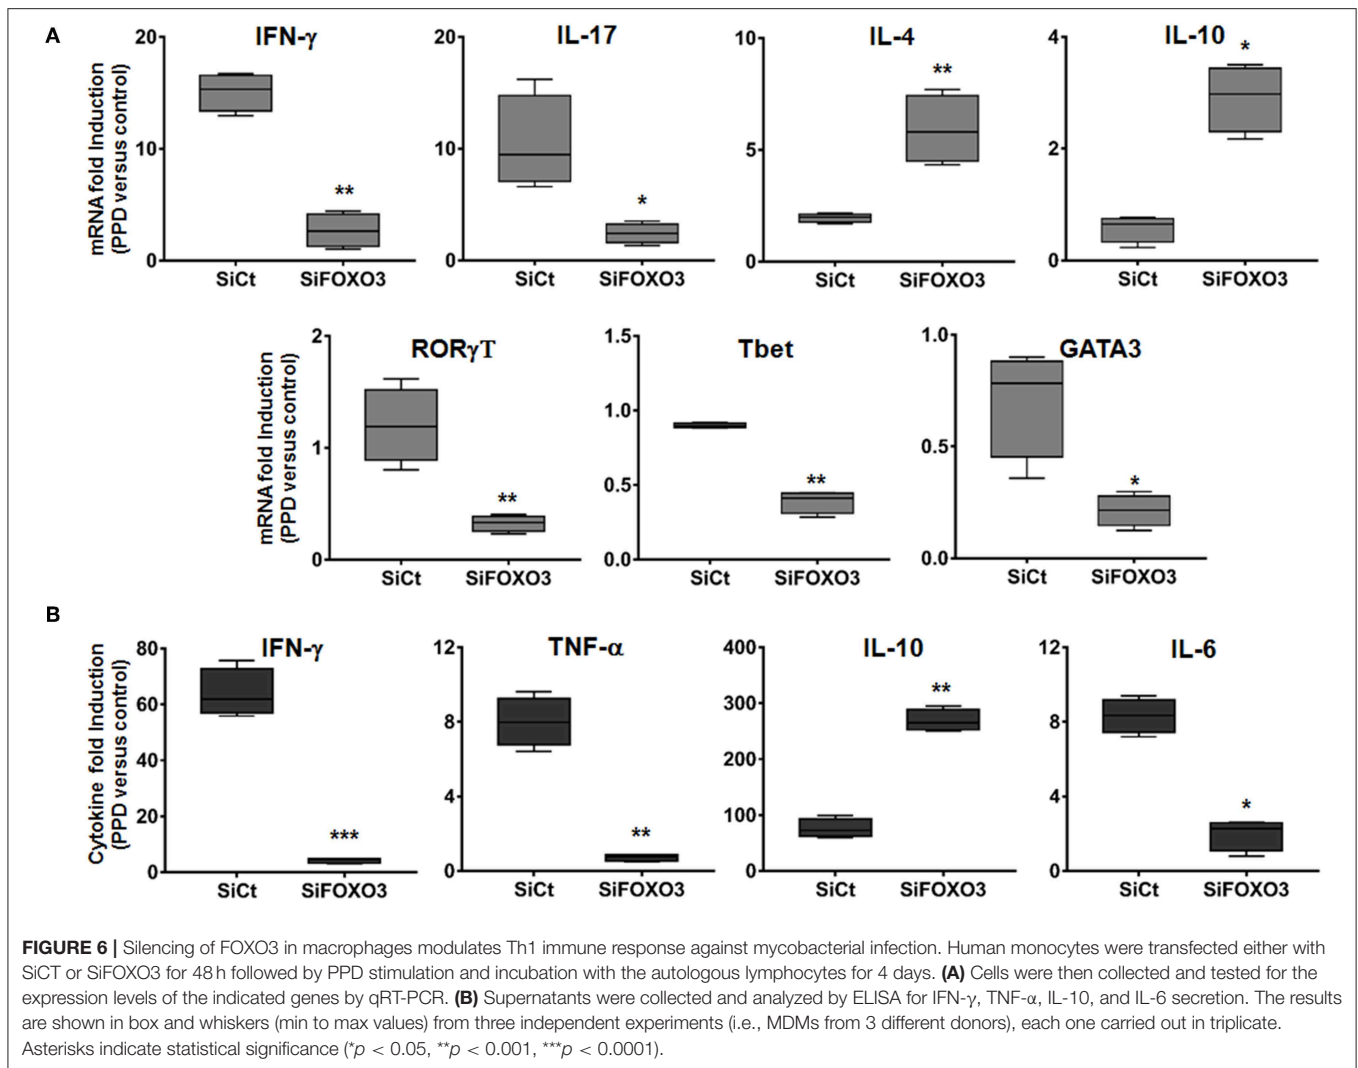 A
IFN-γ
IL-17
IL-4
IL-10
mRNA fold Induction
(PPD versus control)
20
10
0
**
SiCt
SiFOXO3
20
10
0
*
SiCt
SiFOXO3
10
5
0
**
SiCt
SiFOXO3
4
2
0
*
SiCt
SiFOXO3
RORγT
Tbet
GATA3
mRNA fold Induction
(PPD versus control)
2
1
0
**
SiCt
SiFOXO3
1.5
1.0
0.5
0.0
**
SiCt
SiFOXO3
1.0
0.5
0.0
*
SiCt
SiFOXO3
B
IFN-γ
TNF-α
IL-10
IL-6
Cytokine fold Induction
(PPD versus control)
80
60
40
20
0
***
SiCt
SiFOXO3
12
8
4
0
**
SiCt
SiFOXO3
400
300
200
100
0
**
SiCt
SiFOXO3
12
8
4
0
*
SiCt
SiFOXO3
FIGURE 6 | Silencing of FOXO3 in macrophages modulates Th1 immune response against mycobacterial infection. Human monocytes were transfected either with
SiCT or SiFOXO3 for 48 h followed by PPD stimulation and incubation with the autologous lymphocytes for 4 days. (A) Cells were then collected and tested for the
expression levels of the indicated genes by qRT-PCR. (B) Supernatants were collected and analyzed by ELISA for IFN-γ, TNF-α, IL-10, and IL-6 secretion. The results
are shown in box and whiskers (min to max values) from three independent experiments (i.e., MDMs from 3 different donors), each one carried out in triplicate.
Asterisks indicate statistical significance (*p < 0.05, **p < 0.001, ***p < 0.0001).